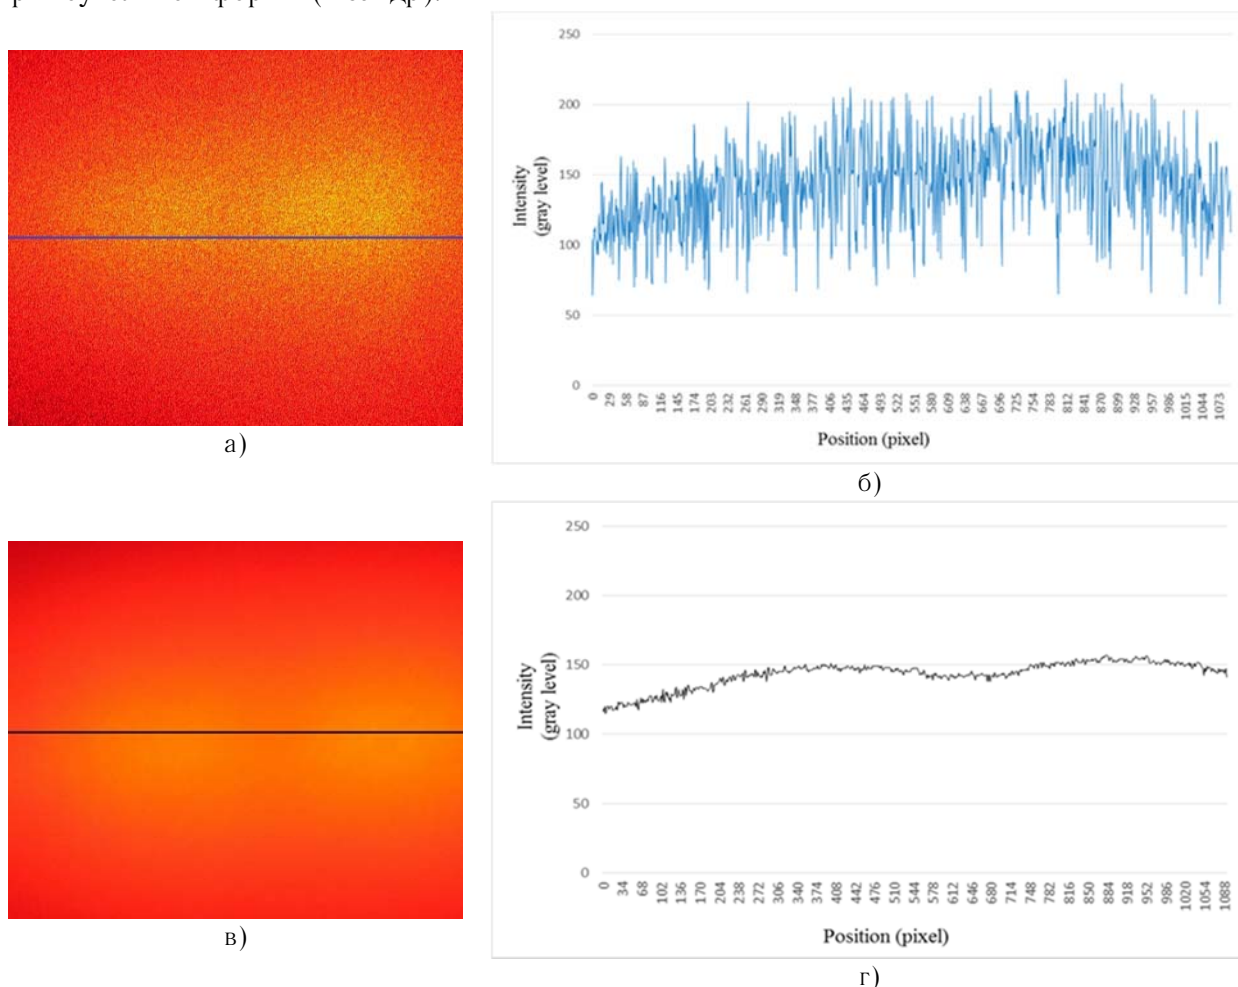 а)
250
200
150
100
50
0
Intensity
(gray level)
0 29 58 87 116 145 174 203 232 261 290 319 348 377 406 435 464 493 522 551 580 609 638 667 696 725 754 783 812 841 870 899 928 957 986 1015 1044 1073
Position (pixel)
б)
в)
250
200
150
100
50
0
Intensity
(gray level)
0 34 68 102 136 170 204 238 272 306 340 374 408 442 476 510 544 578 612 646 680 714 748 782 816 850 884 918 952 986 1020 1054 1088
Position (pixel)
г)